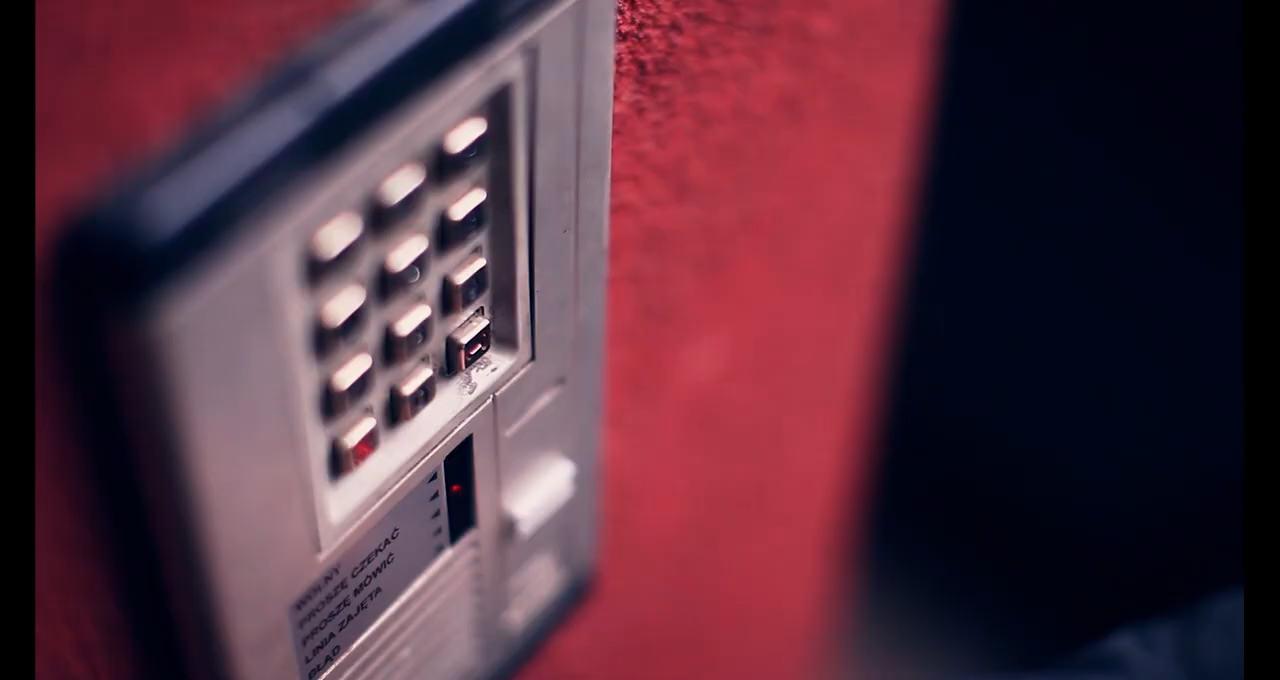 WOLNY
PROSZĘ CZEKAĆ
PROSZĘ MÓWIĆ
LINIA ZAJĘTA
BŁĄD